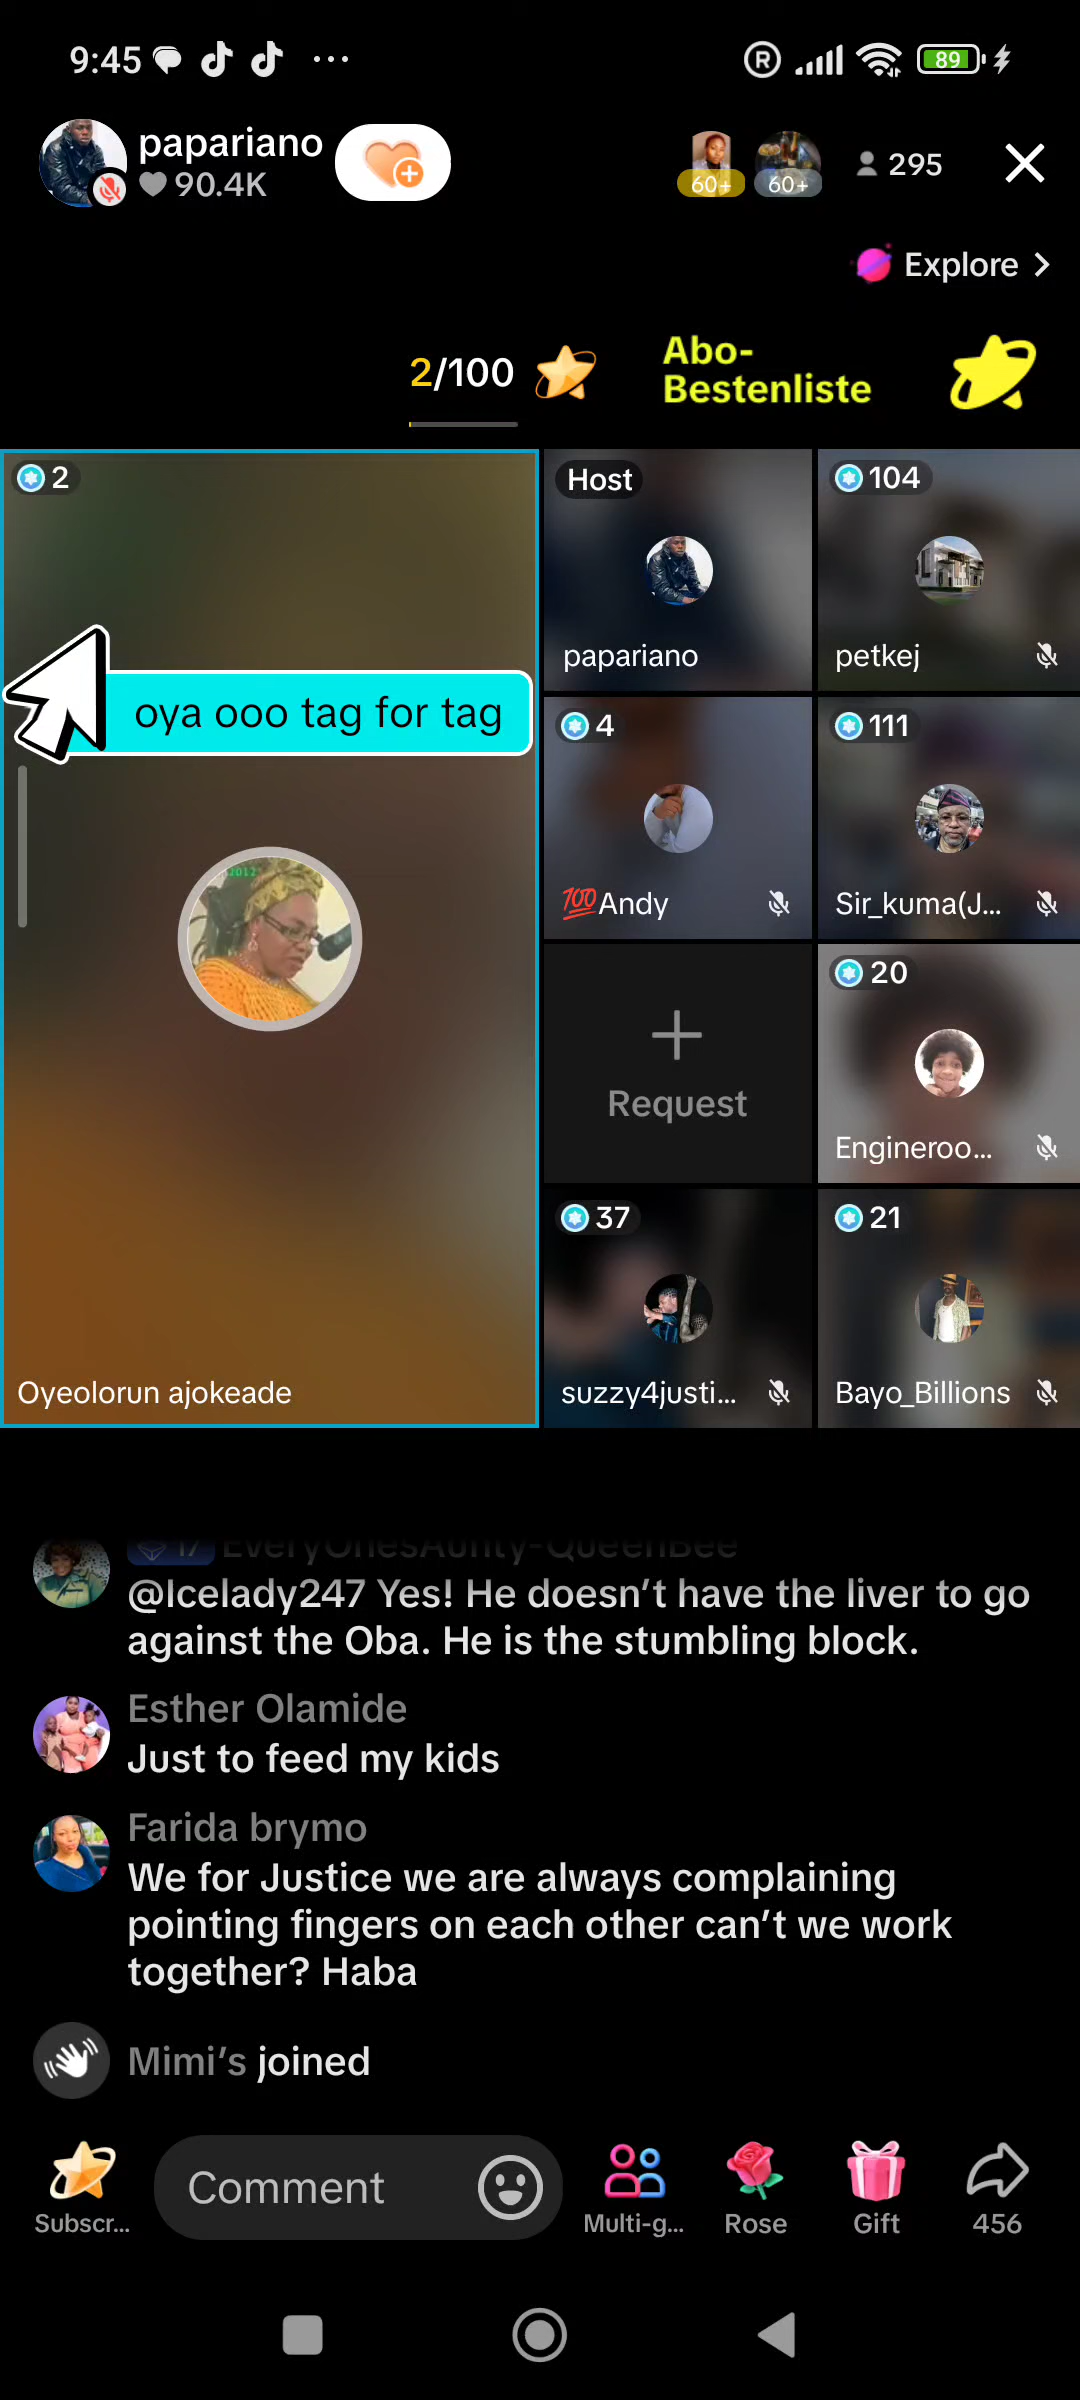 9:45
89
papariano
90.4K
60+
60+
295
Explore
2/100
Abo-
Bestenliste
2
Host
104
papariano
petkej
oya ooo tag for tag
4
111
💯Andy
Sir_kuma(J...
2012
20
Request
Engineroo...
37
21
Oyeolorun ajokeade
suzzy4justi...
Bayo_Billions
17 EveryOnesAunty-QueenBee
@Icelady247 Yes! He doesn't have the liver to go
against the Oba. He is the stumbling block.
Esther Olamide
Just to feed my kids
Farida brymo
We for Justice we are always complaining
pointing fingers on each other can't we work
together? Haba
Mimi's joined
Comment
Subscr...
Multi-g...
Rose
Gift
456